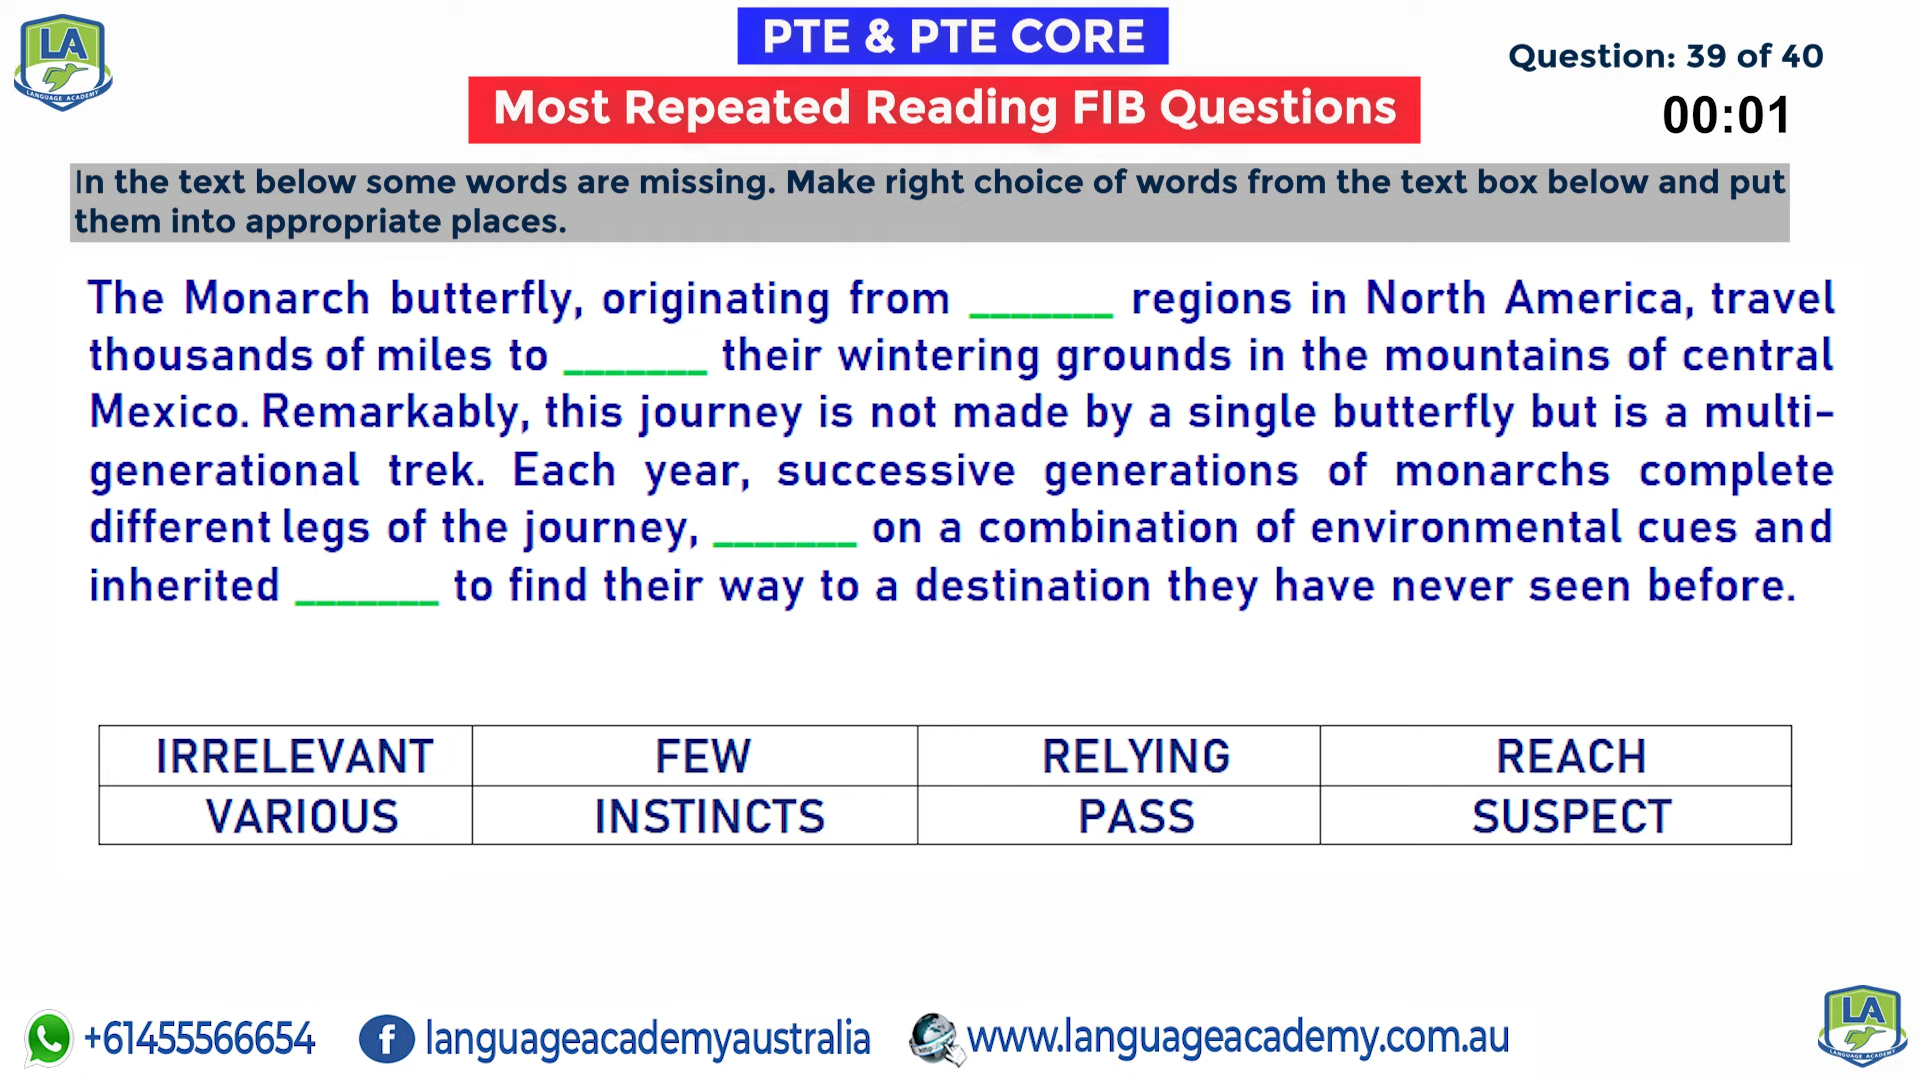 LA
LANGUAGE ACADEMY
PTE & PTE CORE
Question: 39 of 40
Most Repeated Reading FIB Questions
00:01
In the text below some words are missing. Make right choice of words from the text box below and put
them into appropriate places.
The Monarch butterfly, originating from _______ regions in North America, travel
thousands of miles to _______ their wintering grounds in the mountains of central
Mexico. Remarkably, this journey is not made by a single butterfly but is a multi-
generational trek. Each year, successive generations of monarchs complete
different legs of the journey, _______ on a combination of environmental cues and
inherited _______ to find their way to a destination they have never seen before.
IRRELEVANT FEW RELYING REACH
VARIOUS INSTINCTS PASS SUSPECT
+61455566654 languageacademyaustralia www.languageacademy.com.au
LA
LANGUAGE ACADEMY